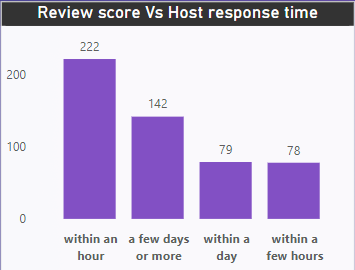 Review score Vs Host response time
222
200
142
100
79
78
0
within an
hour
a few days
or more
within a
day
within a
few hours